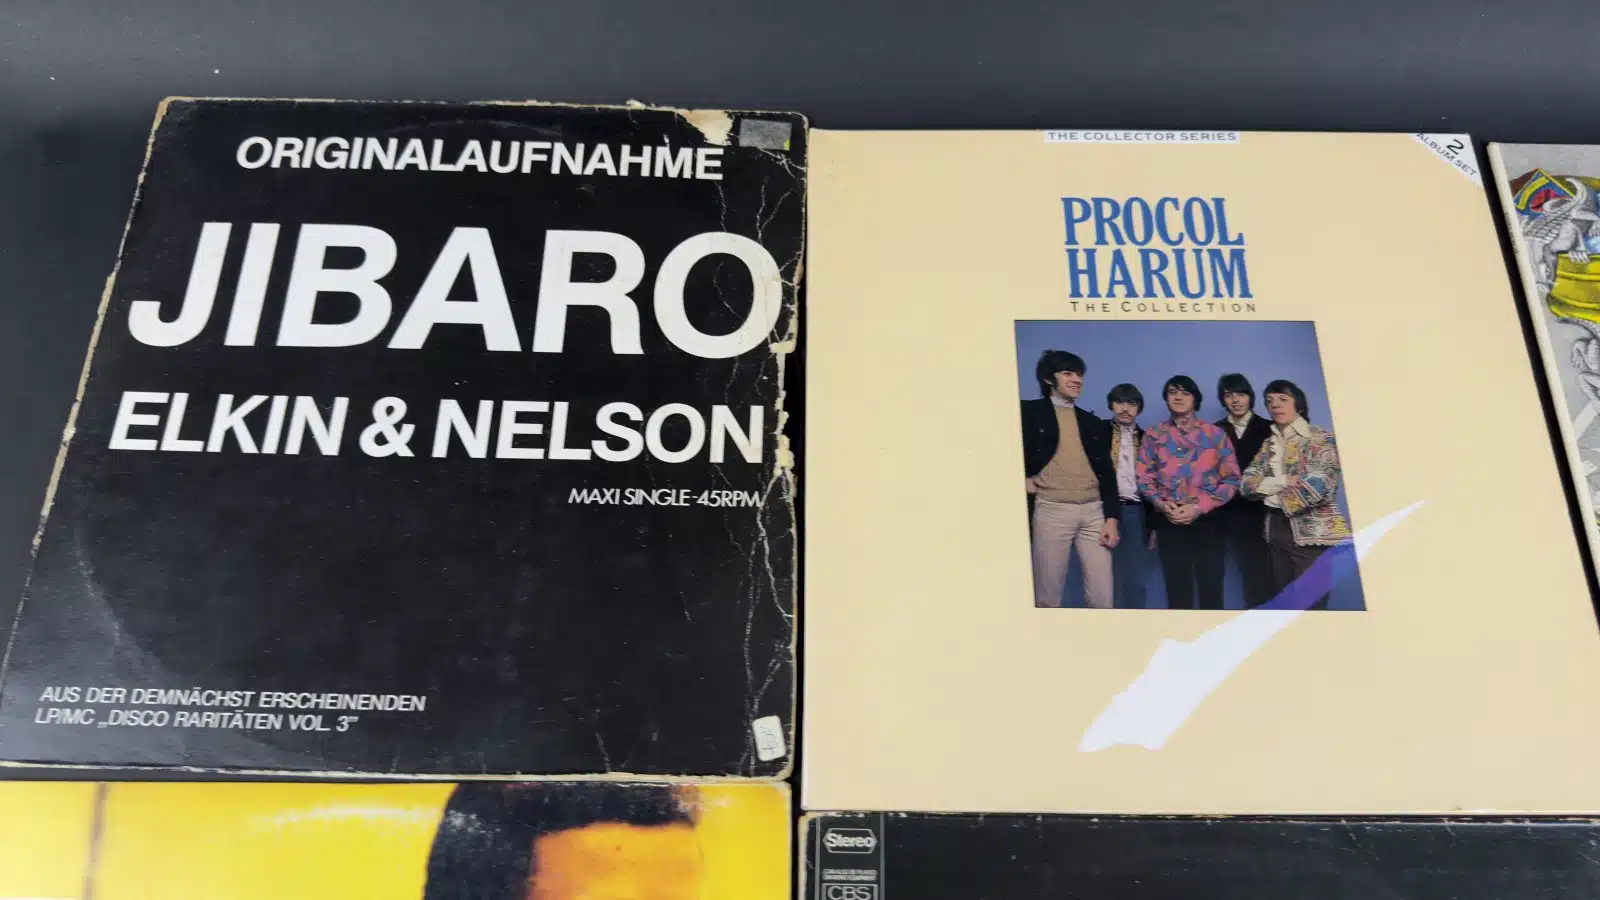 ORIGINALAUFNAHME
JIBARO
ELKIN & NELSON
MAXI SINGLE-45RPM
AUS DER DEMNÄCHST ERSCHEINENDEN
LP/MC „DISCO RARITÄTEN VOL. 3”
THE COLLECTOR SERIES
2
ALBUM SET
PROCOL
HARUM
THE COLLECTION
Stereo
CBS